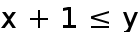 x + 1 ≤ y